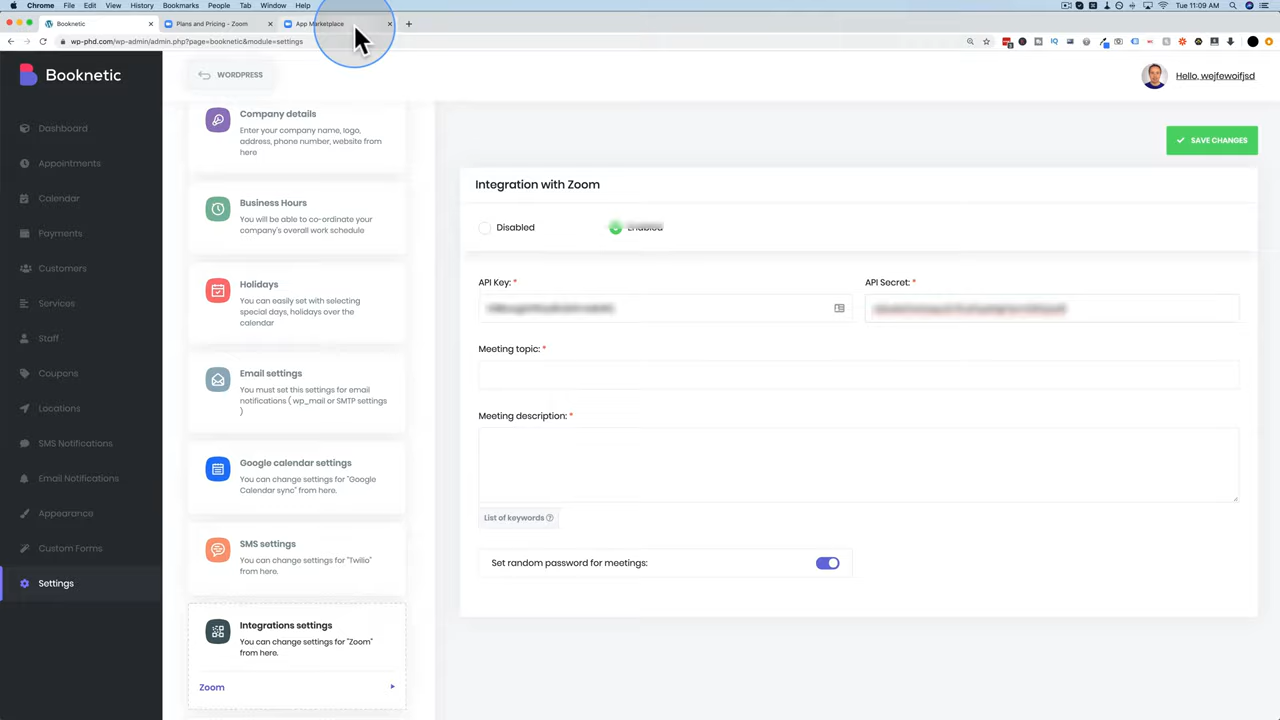 Chrome File Edit View History Bookmarks People Tab Window Help
Tue 11:09 AM
Booknetic
Plans and Pricing - Zoom
App Marketplace
wp-phd.com/wp-admin/admin.php?page=booknetic&module=settings
Booknetic
WORDPRESS
Hello, wejfewoifjsd
Dashboard
Appointments
Calendar
Payments
Customers
Services
Staff
Coupons
Locations
SMS Notifications
Email Notifications
Appearance
Custom Forms
Settings
Company details
Enter your company name, logo,
address, phone number, website from
here
Business Hours
You will be able to co-ordinate your
company's overall work schedule
Holidays
You can easily set with selecting
special days, holidays over the
calendar
Email settings
You must set this settings for email
notifications ( wp_mail or SMTP settings
)
Google calendar settings
You can change settings for "Google
Calendar sync" from here.
SMS settings
You can change settings for "Twilio"
from here.
Integrations settings
You can change settings for "Zoom"
from here.
Zoom
SAVE CHANGES
Integration with Zoom
Disabled
Enabled
API Key: *
API Secret: *
Meeting topic: *
Meeting description: *
List of keywords
Set random password for meetings: